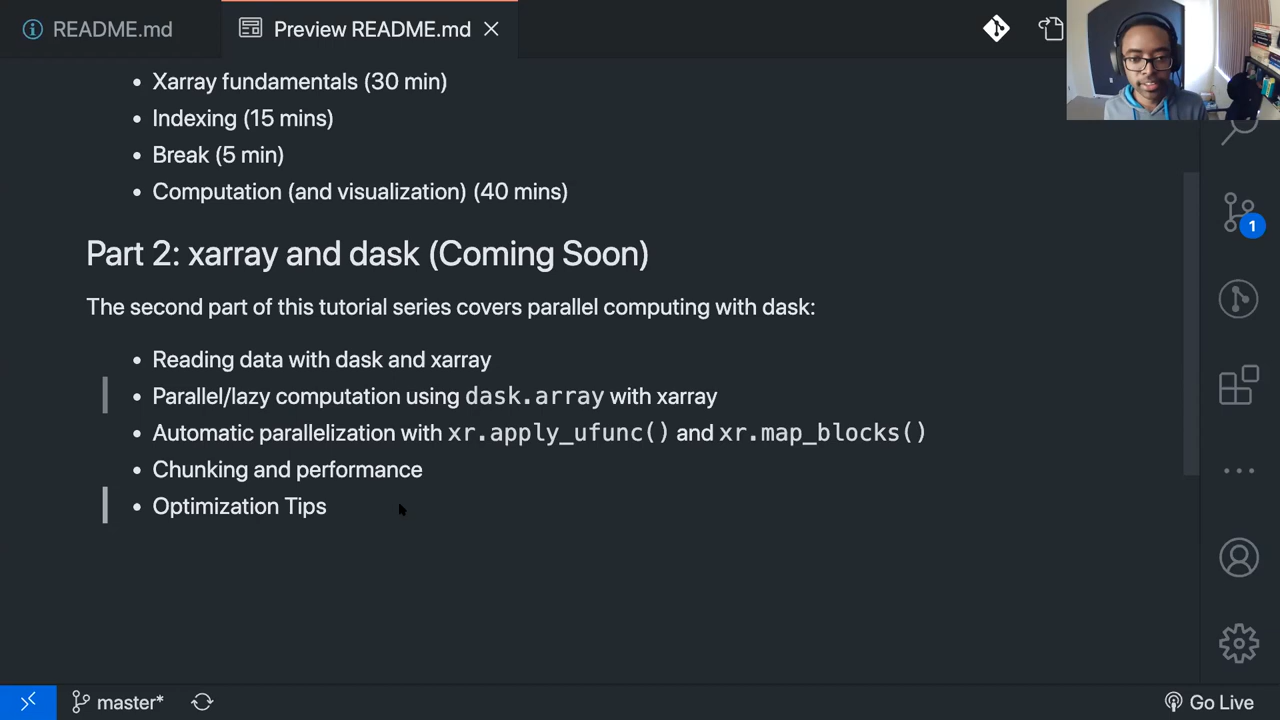 README.md
Preview README.md
• Xarray fundamentals (30 min)
• Indexing (15 mins)
• Break (5 min)
• Computation (and visualization) (40 mins)
Part 2: xarray and dask (Coming Soon)
The second part of this tutorial series covers parallel computing with dask:
• Reading data with dask and xarray
• Parallel/lazy computation using dask.array with xarray
• Automatic parallelization with xr.apply_ufunc() and xr.map_blocks()
• Chunking and performance
• Optimization Tips
1
master*
Go Live